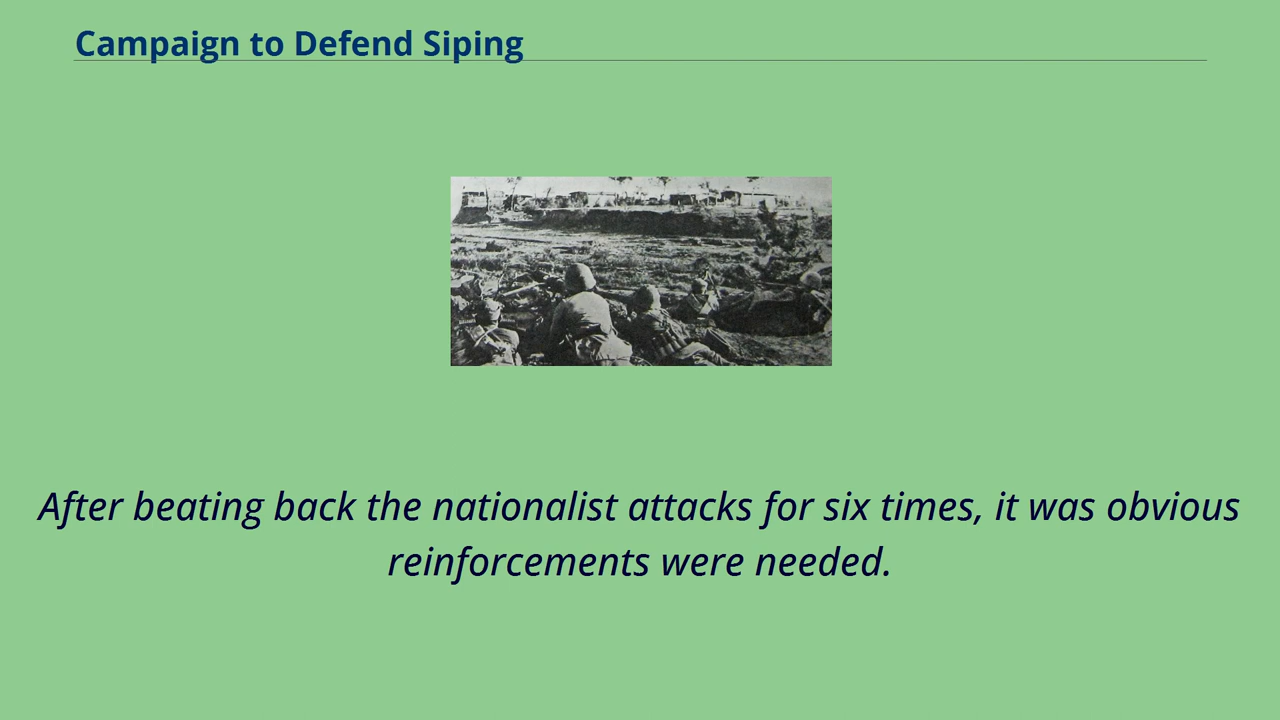 Campaign to Defend Siping
After beating back the nationalist attacks for six times, it was obvious
reinforcements were needed.